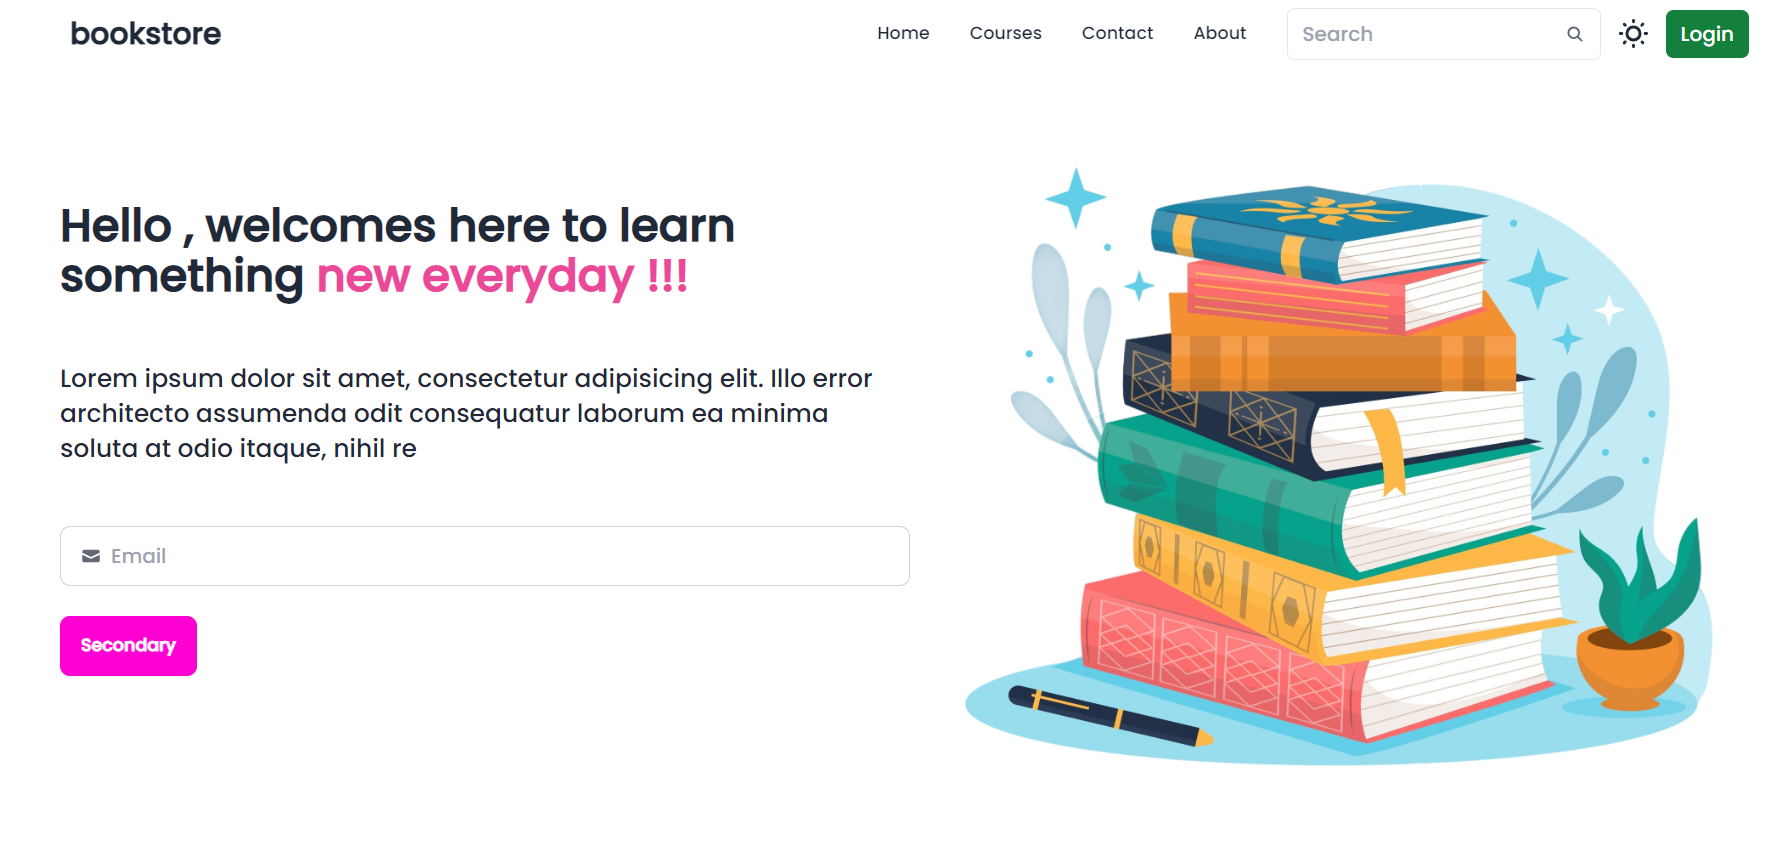 bookstore
Home
Courses
Contact
About
Search
Login
Hello , welcomes here to learn
something new everyday !!!
Lorem ipsum dolor sit amet, consectetur adipisicing elit. Illo error
architecto assumenda odit consequatur laborum ea minima
soluta at odio itaque, nihil re
Email
Secondary